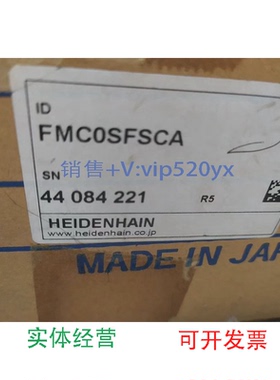 ID
FMC0SFSCA
销售+V:vip520yx
SN
44 084 221 R5
HEIDENHAIN
www.heidenhain.co.jp
MADE IN JAP
实体经营 可开发票